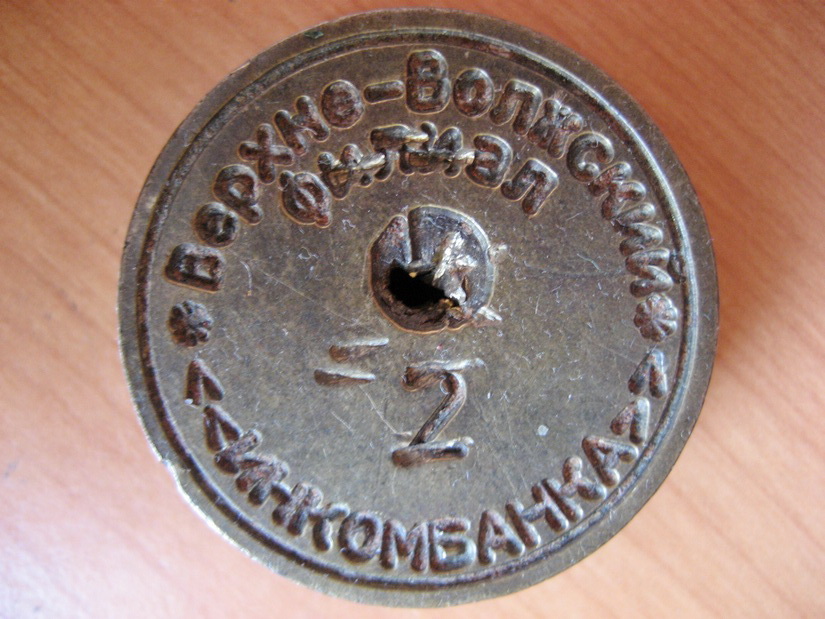 Верхне-Волжский
филиал
2
«ИНКОМБАНКА»